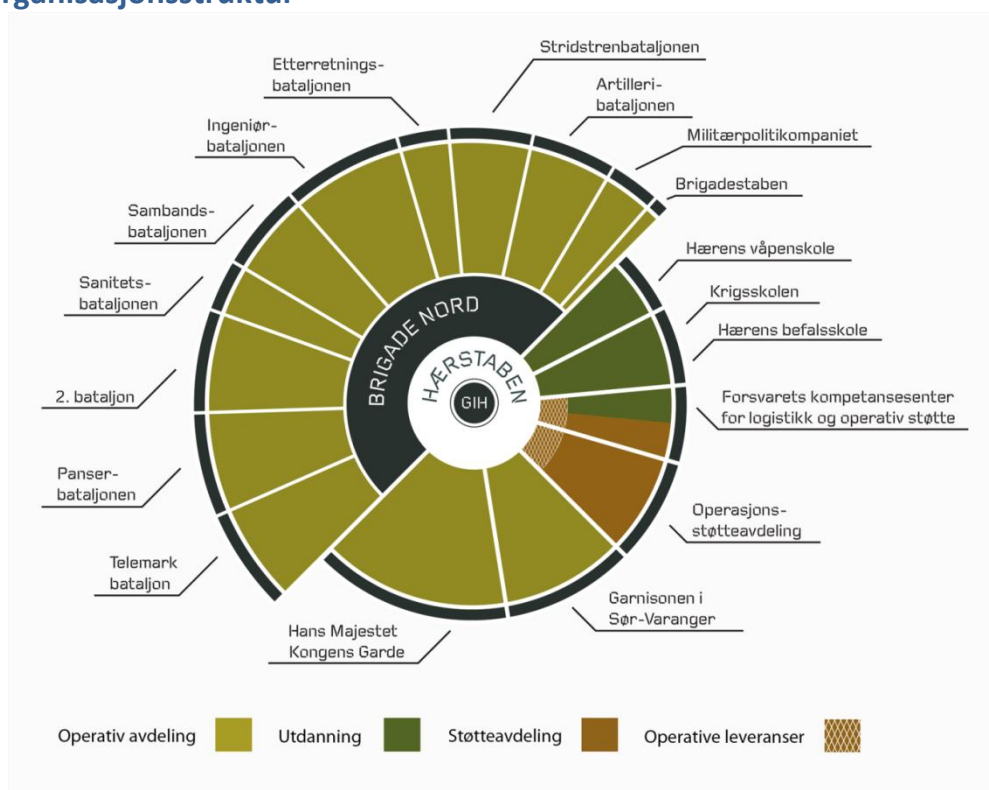 rganisasjonsstruktur
Stridstrenbataljonen
Etterretnings-
bataljonen
Artilleri-
bataljonen
Ingeniør-
bataljonen
Militærpolitikompaniet
Brigadestaben
Sambands-
bataljonen
Hærens våpenskole
Sanitets-
bataljonen
Krigsskolen
Hærens befalsskole
BRIGADE NORD
HÆRSTABEN
GIH
2. bataljon
Forsvarets kompetansesenter
for logistikk og operativ støtte
Panser-
bataljonen
Operasjons-
støtteavdeling
Telemark
bataljon
Garnisonen i
Sør-Varanger
Hans Majestet
Kongens Garde
Operativ avdeling
Utdanning
Støtteavdeling
Operative leveranser